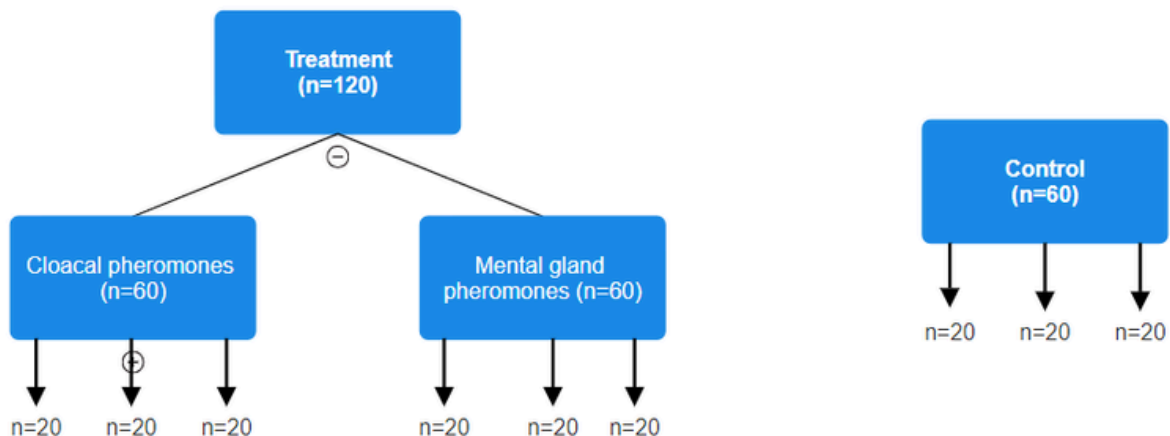 Treatment
(n=120)
Control
(n=60)
Cloacal pheromones
(n=60)
Mental gland
pheromones (n=60)
n=20 n=20 n=20
n=20 n=20 n=20
n=20 n=20 n=20